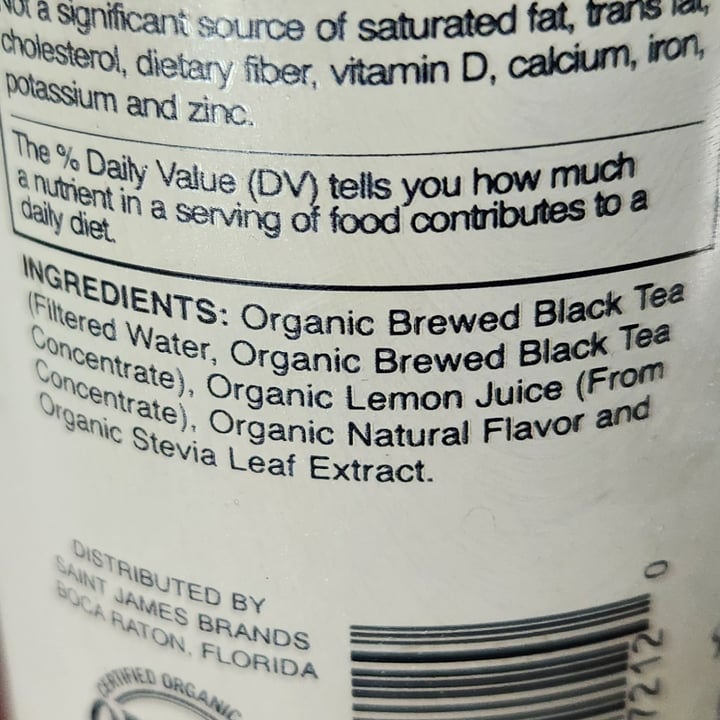 Not a significant source of saturated fat, trans fat,
cholesterol, dietary fiber, vitamin D, calcium, iron,
potassium and zinc.
The % Daily Value (DV) tells you how much
a nutrient in a serving of food contributes to a
daily diet.
INGREDIENTS: Organic Brewed Black Tea
(Filtered Water, Organic Brewed Black Tea
Concentrate), Organic Lemon Juice (From
Concentrate), Organic Natural Flavor and
Organic Stevia Leaf Extract.
DISTRIBUTED BY
SAINT JAMES BRANDS
BOCA RATON, FLORIDA
CERTIFIED ORGANIC
7212
0